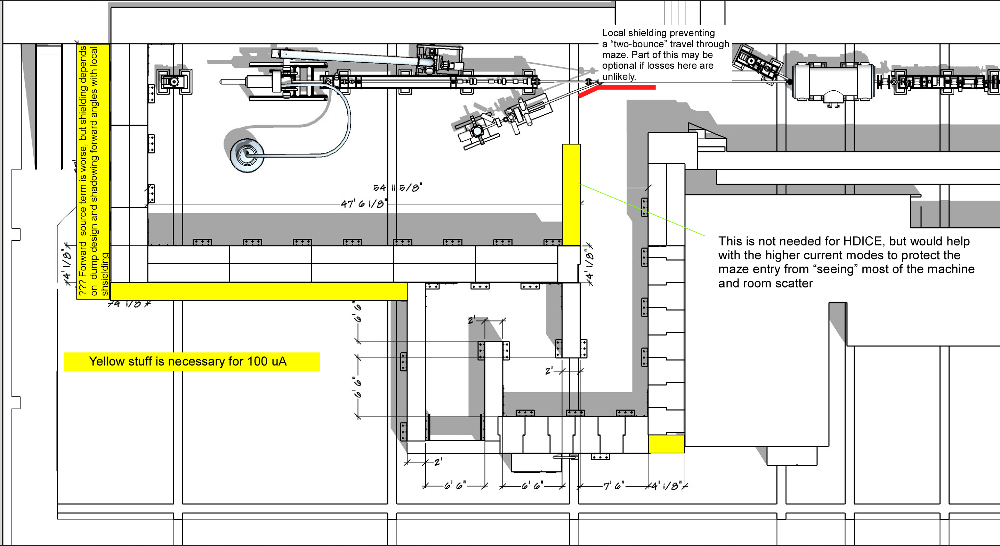 Local shielding preventing
a “two-bounce” travel through
maze. Part of this may be
optional if losses here are
unlikely.
??? Forward  source term is worse, but shielding depends
on  dump design and shadowing forward angles with local
shsielding
54 11 5/8"
47' 6 1/8"
This is not needed for HDICE, but would help
with the higher current modes to protect the
maze entry from “seeing” most of the machine
and room scatter
4' 1/8"
4' 1/8"
4' 1/8
6' 6"
2'
Yellow stuff is necessary for 100 uA
2'
6' 6"
2'
6' 6"
6' 6"
7' 6"
4' 1/8"